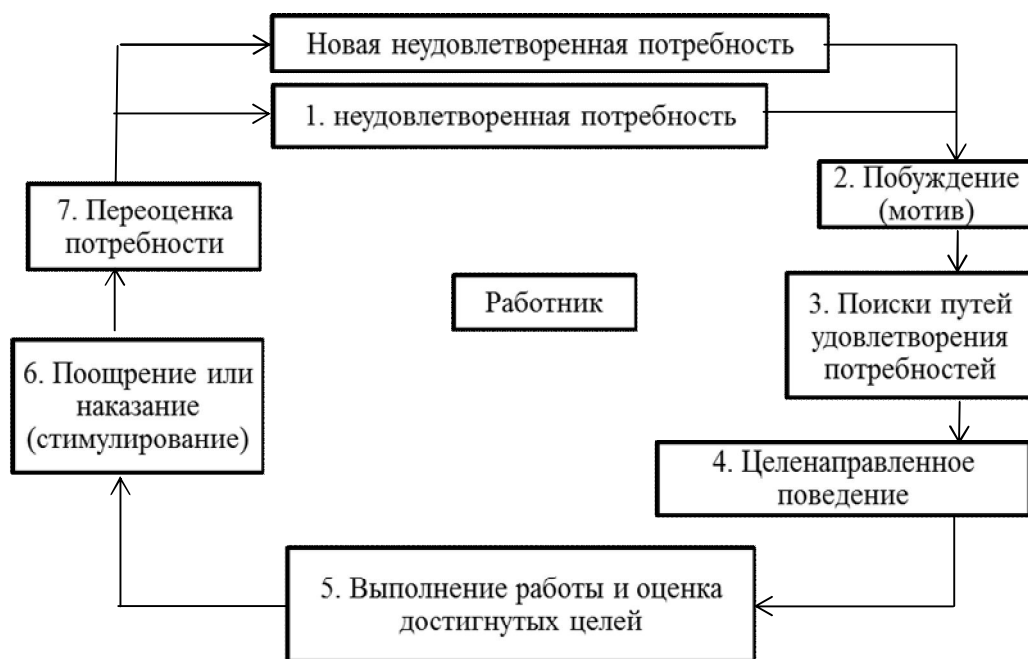 Новая неудовлетворенная потребность
1. неудовлетворенная потребность
2. Побуждение
(мотив)
7. Переоценка
потребности
Работник
3. Поиски путей
удовлетворения
потребностей
6. Поощрение или
наказание
(стимулирование)
4. Целенаправленное
поведение
5. Выполнение работы и оценка
достигнутых целей